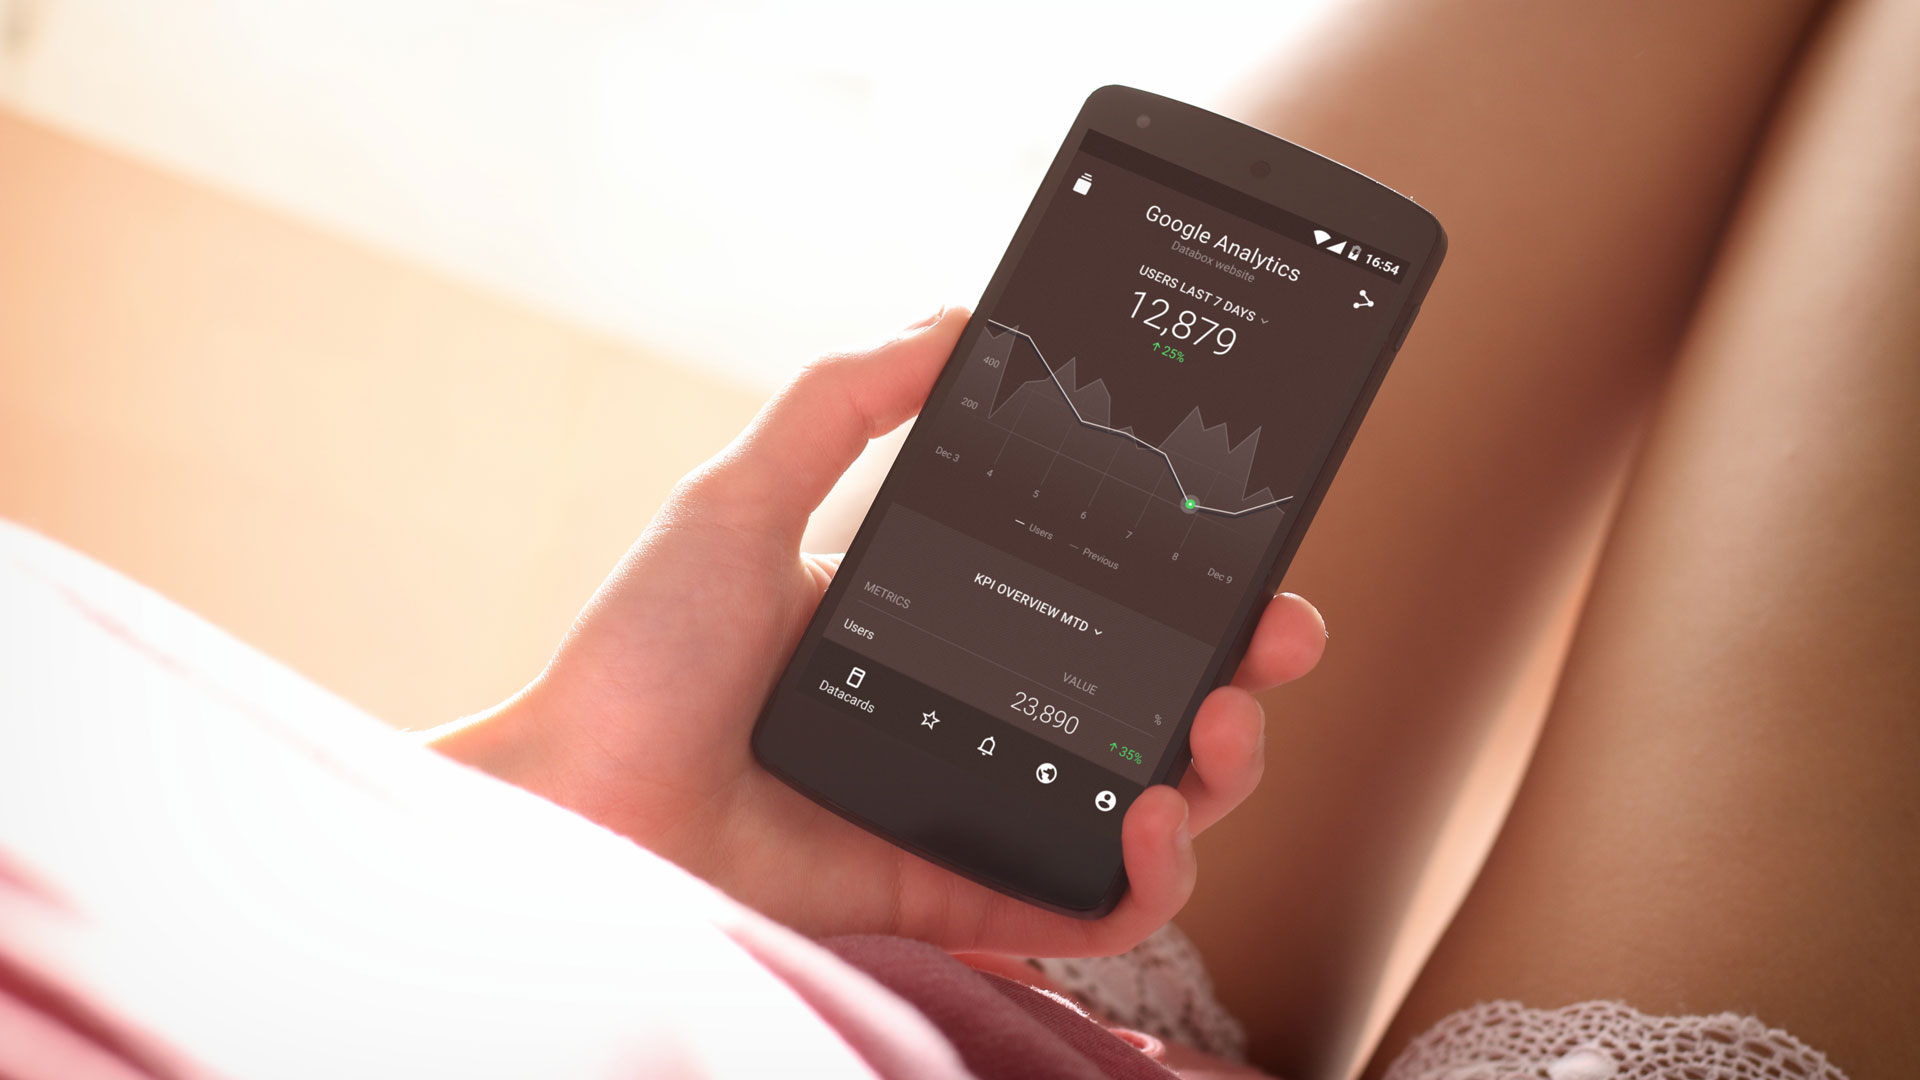 16:54
Google Analytics
Databox website
USERS LAST 7 DAYS
12,879
↑ 25%
400
200
Dec 3
4
5
6
7
8
Dec 9
Users
Previous
KPI OVERVIEW MTD
METRICS
VALUE
%
Users
23,890
↑ 35%
Datacards